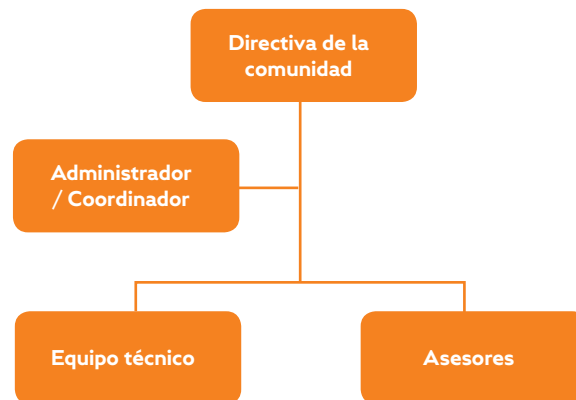 Directiva de la
comunidad
Administrador
/ Coordinador
Equipo técnico
Asesores